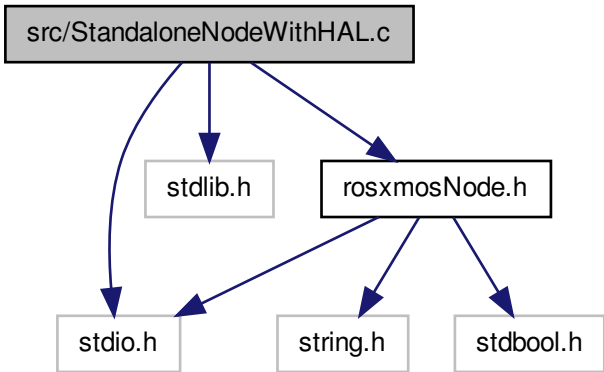 src/StandaloneNodeWithHAL.c
stdlib.h
rosxmosNode.h
stdio.h
string.h
stdbool.h